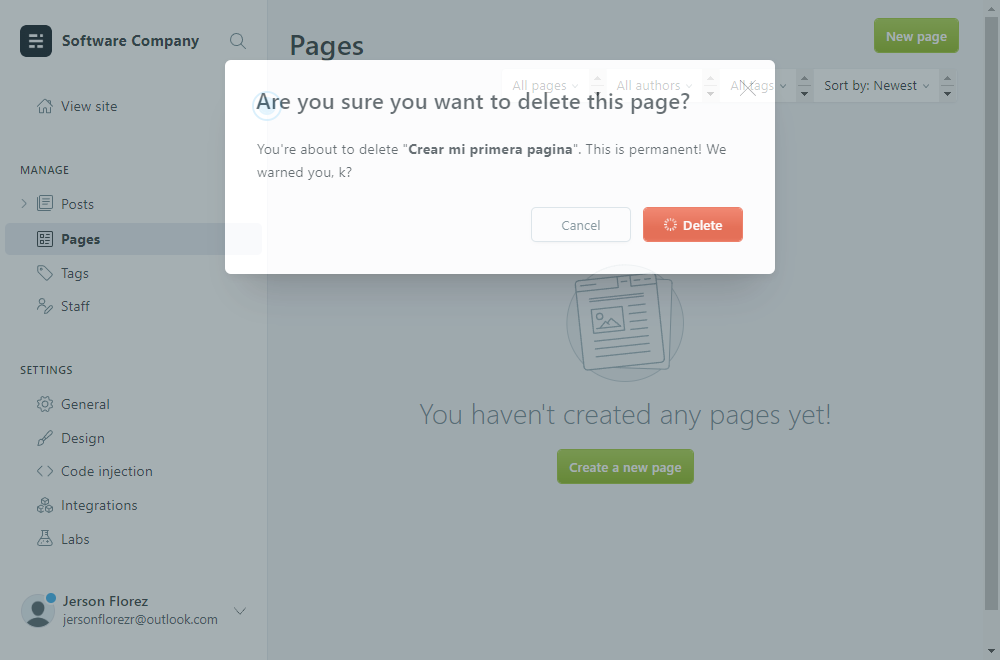 Software Company
View site
MANAGE
Posts
Pages
Tags
Staff
SETTINGS
General
Design
Code injection
Integrations
Labs
Jerson Florez
jersonflorezr@outlook.com
Pages
New page
All pages
All authors
All tags
Sort by: Newest
Are you sure you want to delete this page?
You're about to delete "Crear mi primera pagina". This is permanent! We
warned you, k?
Cancel
Delete
You haven't created any pages yet!
Create a new page